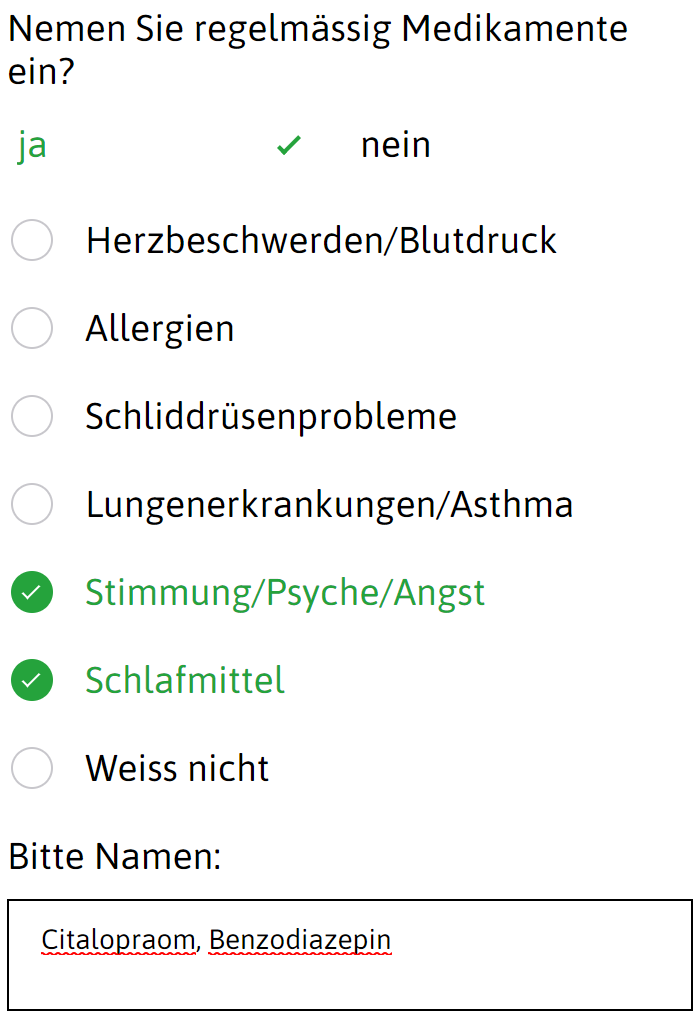 Nemen Sie regelmässig Medikamente
ein?
ja nein
Herzbeschwerden/Blutdruck
Allergien
Schliddrüsenprobleme
Lungenerkrankungen/Asthma
Stimmung/Psyche/Angst
Schlafmittel
Weiss nicht
Bitte Namen:
Citalopraom, Benzodiazepin